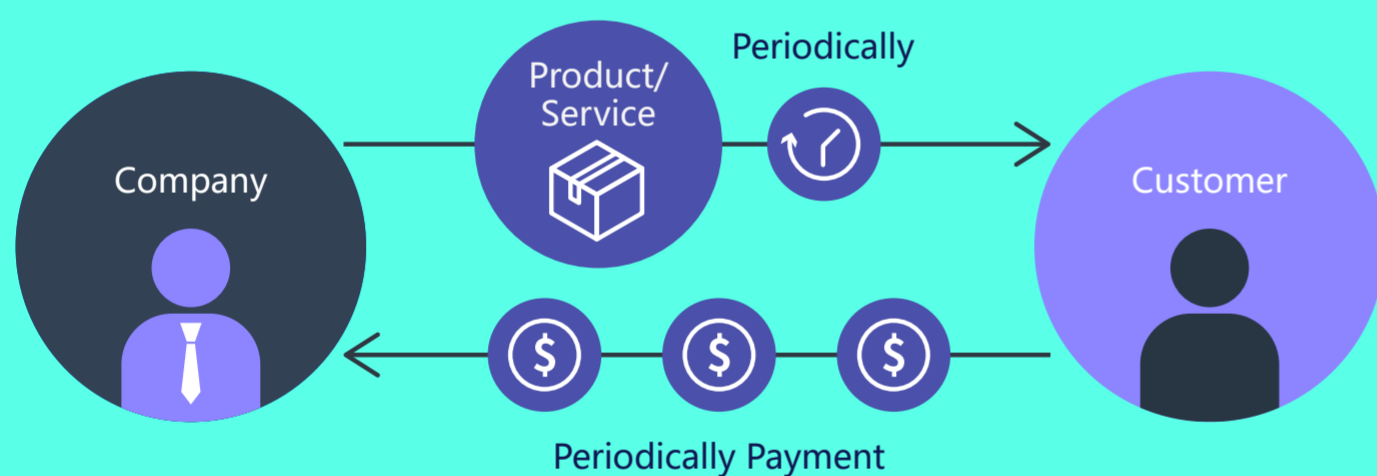 Periodically
Product/
Service
Company
Customer
$ $ $
Periodically Payment